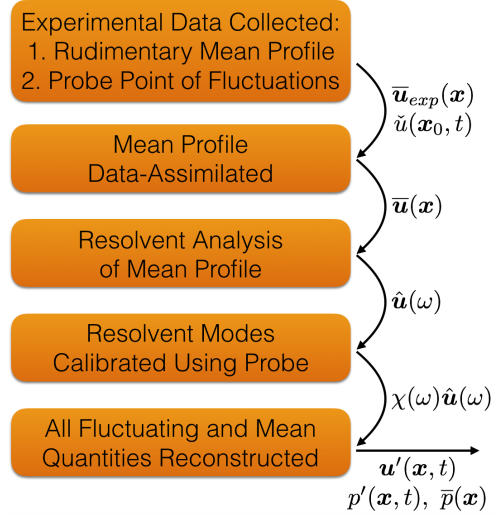 Experimental Data Collected:
1. Rudimentary Mean Profile
2. Probe Point of Fluctuations
u̅_exp(x)
ǔ(x₀, t)
Mean Profile
Data-Assimilated
u̅(x)
Resolvent Analysis
of Mean Profile
û(ω)
Resolvent Modes
Calibrated Using Probe
χ(ω)û(ω)
All Fluctuating and Mean
Quantities Reconstructed
u′(x, t)
p′(x, t), p̅(x)